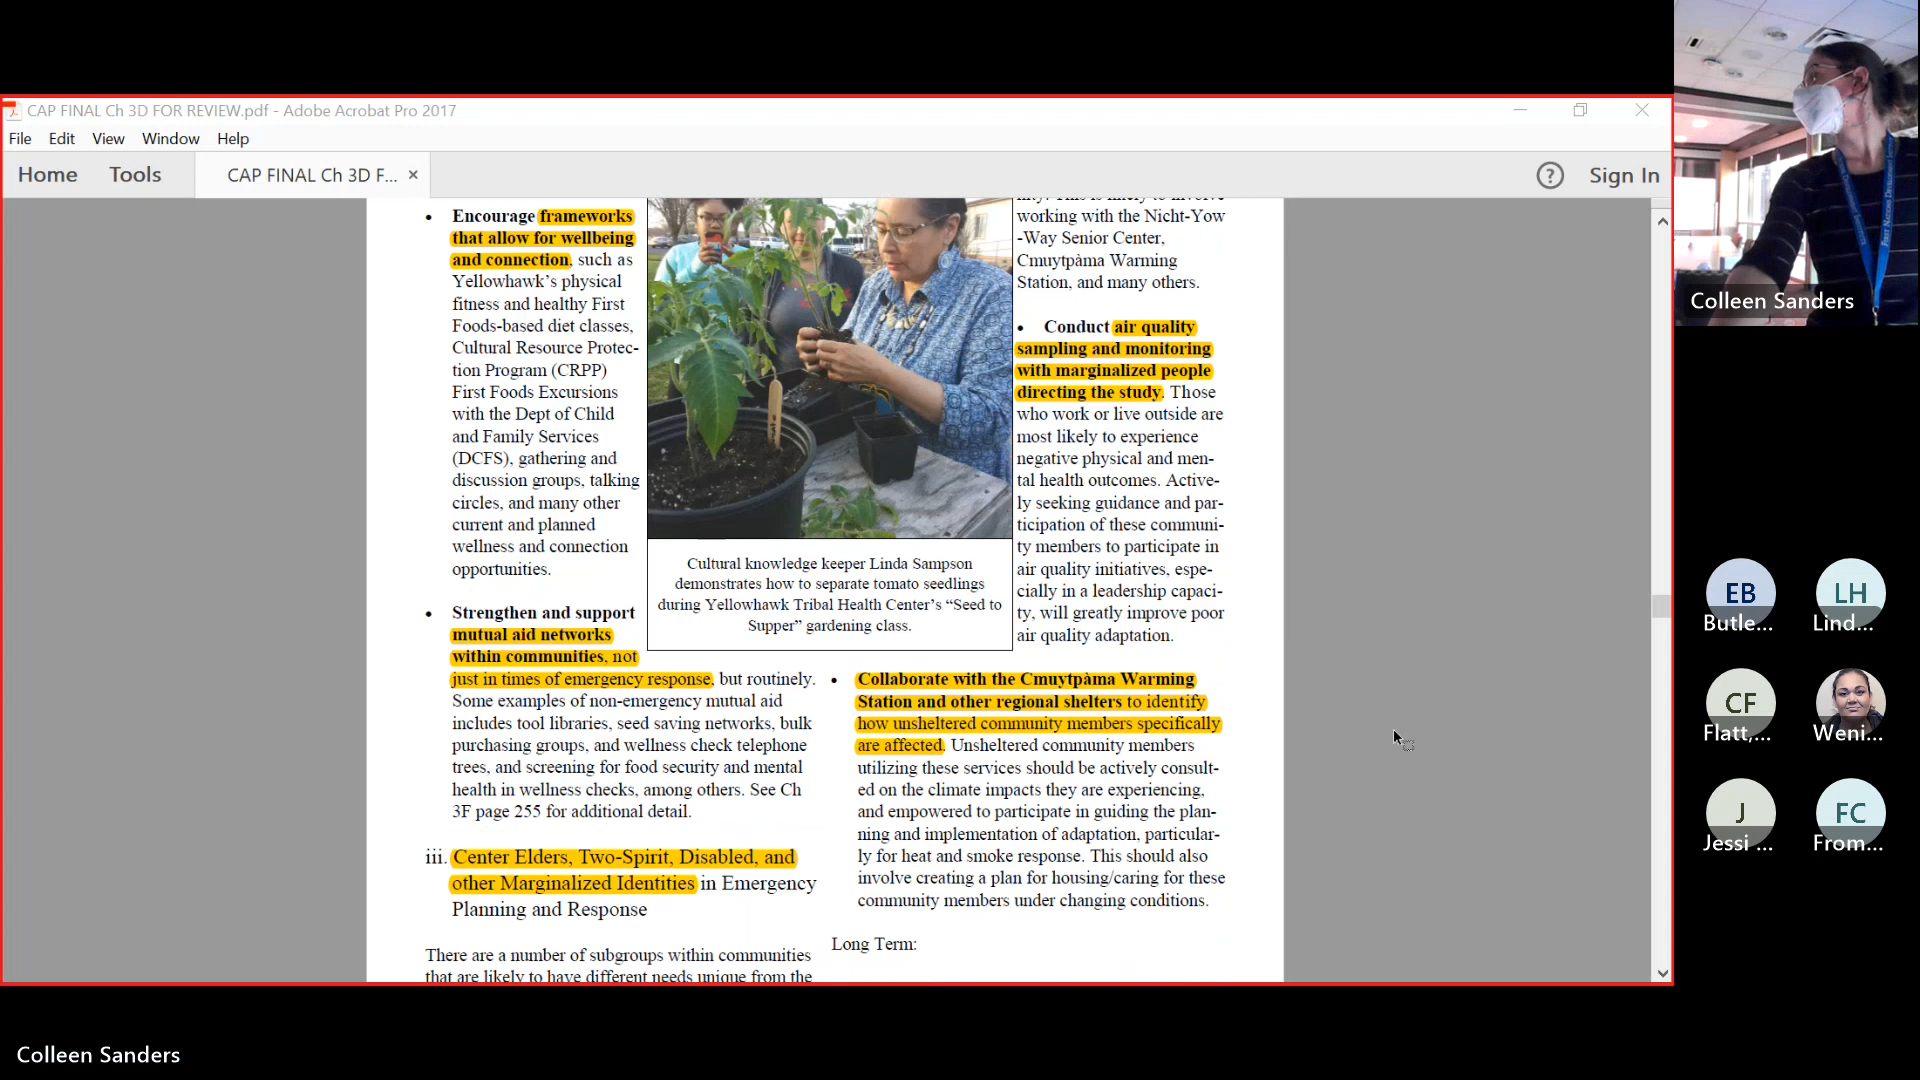 CAP FINAL Ch 3D FOR REVIEW.pdf - Adobe Acrobat Pro 2017
File Edit View Window Help
Home Tools CAP FINAL Ch 3D F... × ? Sign In
• Encourage frameworks
that allow for wellbeing
and connection, such as
Yellowhawk’s physical
fitness and healthy First
Foods-based diet classes,
Cultural Resource Protec-
tion Program (CRPP)
First Foods Excursions
with the Dept of Child
and Family Services
(DCFS), gathering and
discussion groups, talking
circles, and many other
current and planned
wellness and connection
opportunities.
• Strengthen and support
mutual aid networks
within communities, not
just in times of emergency response, but routinely.
Some examples of non-emergency mutual aid
includes tool libraries, seed saving networks, bulk
purchasing groups, and wellness check telephone
trees, and screening for food security and mental
health in wellness checks, among others. See Ch
3F page 255 for additional detail.
iii. Center Elders, Two-Spirit, Disabled, and
other Marginalized Identities in Emergency
Planning and Response
There are a number of subgroups within communities
that are likely to have different needs unique from the
Cultural knowledge keeper Linda Sampson
demonstrates how to separate tomato seedlings
during Yellowhawk Tribal Health Center’s “Seed to
Supper” gardening class.
working with the Nicht-Yow
-Way Senior Center,
Cmuytpàma Warming
Station, and many others.
• Conduct air quality
sampling and monitoring
with marginalized people
directing the study. Those
who work or live outside are
most likely to experience
negative physical and men-
tal health outcomes. Active-
ly seeking guidance and par-
ticipation of these communi-
ty members to participate in
air quality initiatives, espe-
cially in a leadership capaci-
ty, will greatly improve poor
air quality adaptation.
• Collaborate with the Cmuytpàma Warming
Station and other regional shelters to identify
how unsheltered community members specifically
are affected. Unsheltered community members
utilizing these services should be actively consult-
ed on the climate impacts they are experiencing,
and empowered to participate in guiding the plan-
ning and implementation of adaptation, particular-
ly for heat and smoke response. This should also
involve creating a plan for housing/caring for these
community members under changing conditions.
Long Term:
Colleen Sanders
EB LH
Butle... Lind...
CF
Flatt,... Weni...
J FC
Jessi ... From...
Colleen Sanders